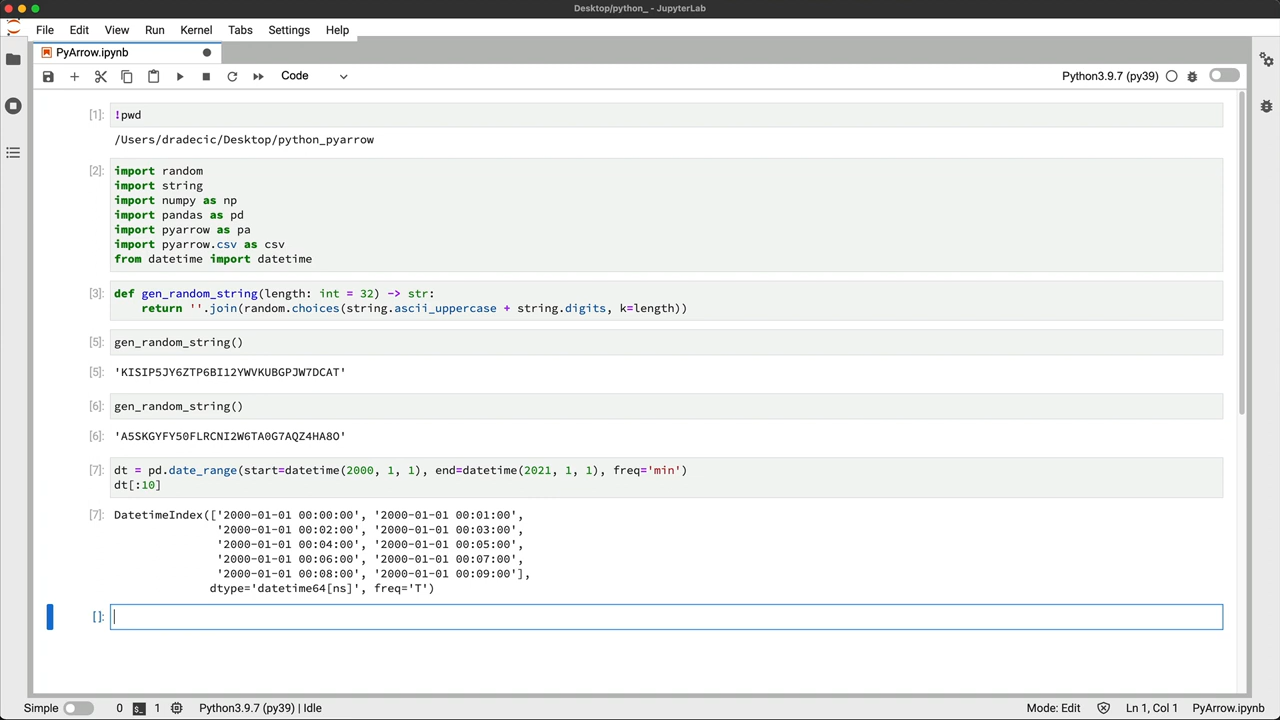 Desktop/python_ - JupyterLab
File Edit View Run Kernel Tabs Settings Help
PyArrow.ipynb
Code
Python3.9.7 (py39)
[1]: !pwd
/Users/dradecic/Desktop/python_pyarrow
[2]: import random
import string
import numpy as np
import pandas as pd
import pyarrow as pa
import pyarrow.csv as csv
from datetime import datetime
[3]: def gen_random_string(length: int = 32) -> str:
    return ''.join(random.choices(string.ascii_uppercase + string.digits, k=length))
[5]: gen_random_string()
[5]: 'KISIP5JY6ZTP6BI12YWVKUBGPJW7DCAT'
[6]: gen_random_string()
[6]: 'A5SKGYFY50FLRCNI2W6TA0G7AQZ4HA8O'
[7]: dt = pd.date_range(start=datetime(2000, 1, 1), end=datetime(2021, 1, 1), freq='min')
dt[:10]
[7]: DatetimeIndex(['2000-01-01 00:00:00', '2000-01-01 00:01:00',
'2000-01-01 00:02:00', '2000-01-01 00:03:00',
'2000-01-01 00:04:00', '2000-01-01 00:05:00',
'2000-01-01 00:06:00', '2000-01-01 00:07:00',
'2000-01-01 00:08:00', '2000-01-01 00:09:00'],
dtype='datetime64[ns]', freq='T')
[ ]:
Simple 0 $_ 1 Python3.9.7 (py39) | Idle Mode: Edit Ln 1, Col 1 PyArrow.ipynb